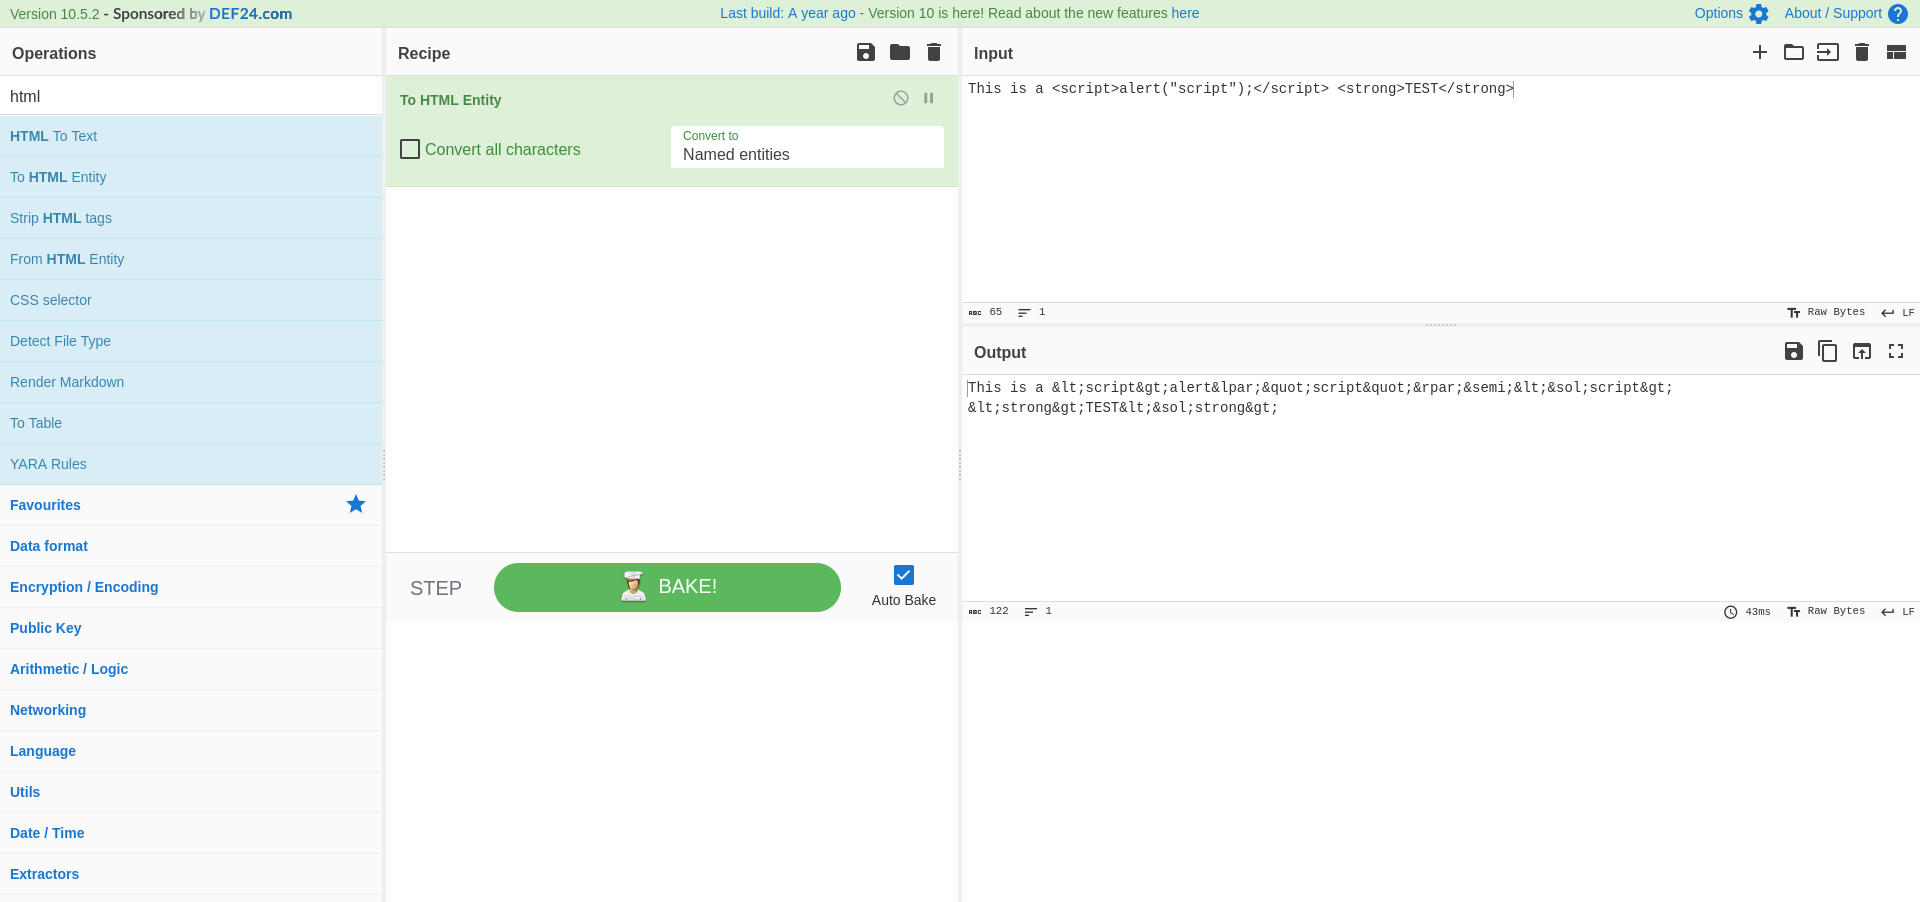 Version 10.5.2 - Sponsored by DEF24.com
Last build: A year ago - Version 10 is here! Read about the new features here
Options
About / Support
Operations
html
HTML To Text
To HTML Entity
Strip HTML tags
From HTML Entity
CSS selector
Detect File Type
Render Markdown
To Table
YARA Rules
Favourites
Data format
Encryption / Encoding
Public Key
Arithmetic / Logic
Networking
Language
Utils
Date / Time
Extractors
Recipe
To HTML Entity
Convert all characters
Convert to
Named entities
STEP
BAKE!
Auto Bake
Input
This is a <script>alert("script");</script> <strong>TEST</strong>
ABC 65 1 Raw Bytes LF
Output
This is a &lt;script&gt;alert&lpar;&quot;script&quot;&rpar;&semi;&lt;&sol;script&gt;
&lt;strong&gt;TEST&lt;&sol;strong&gt;
ABC 122 1 43ms Raw Bytes LF